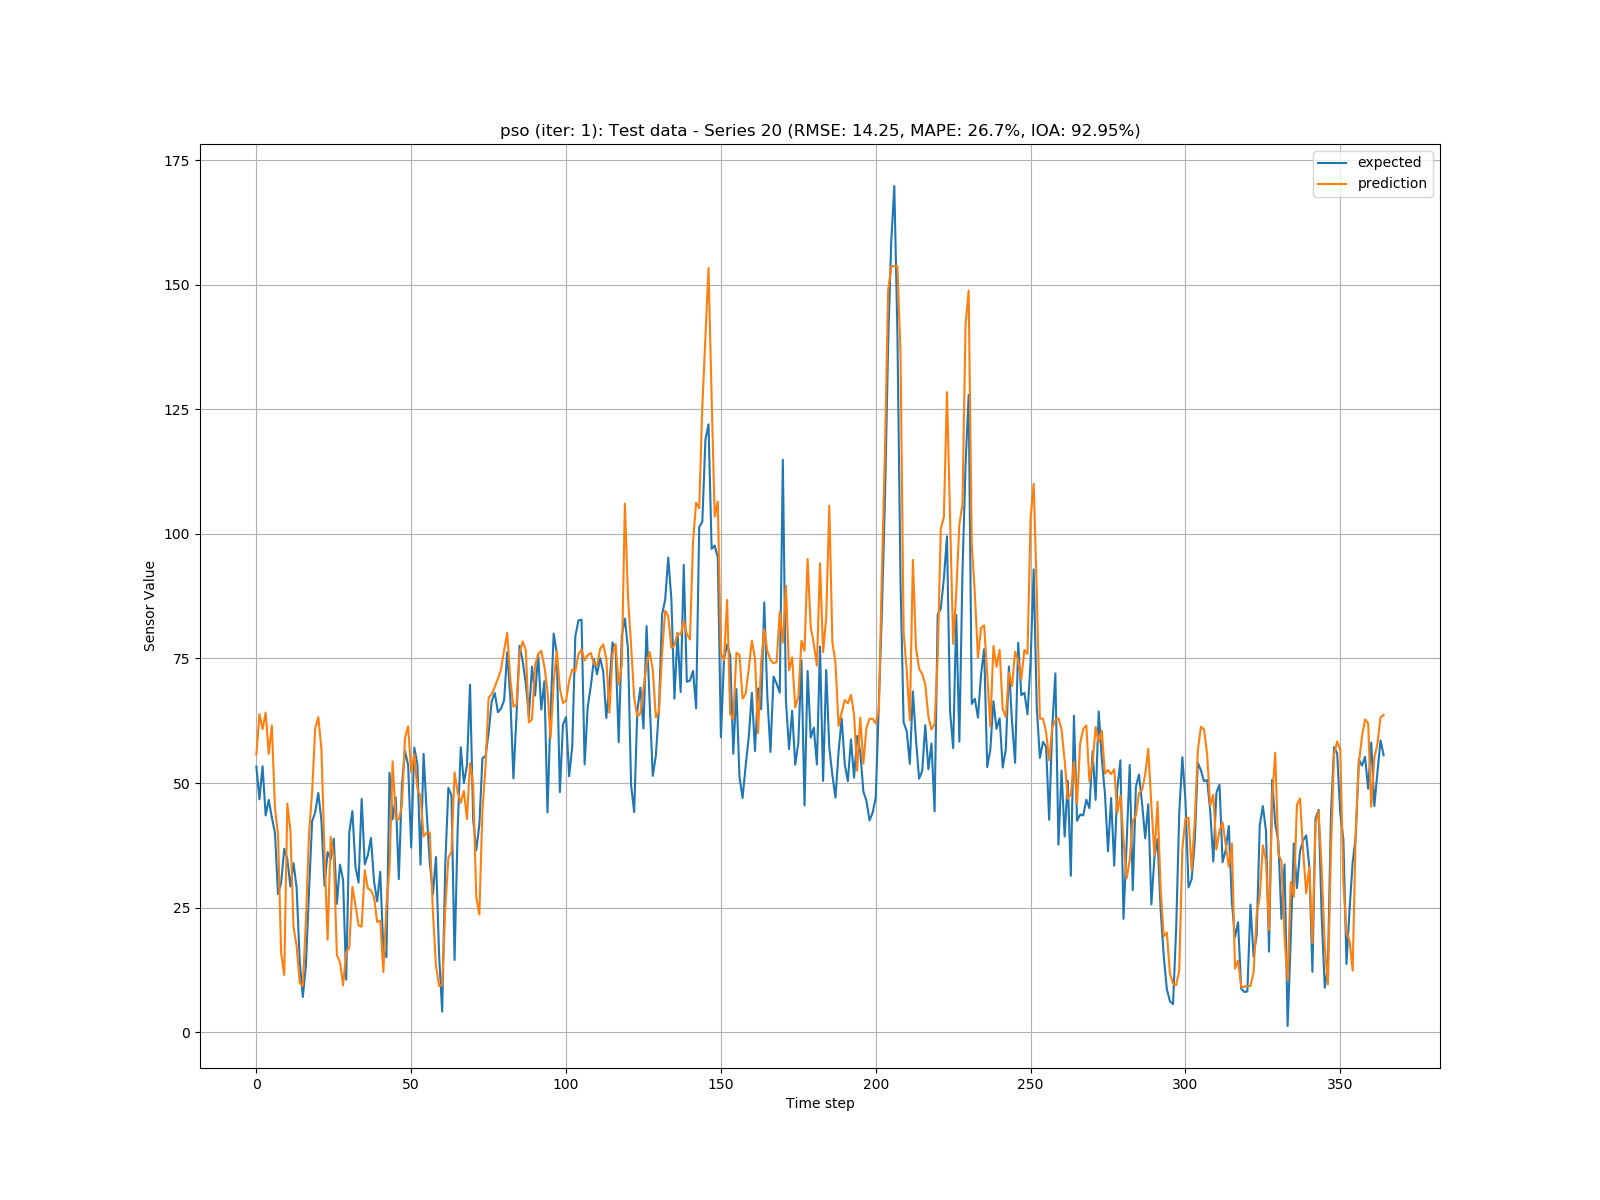 pso (iter: 1): Test data - Series 20 (RMSE: 14.25, MAPE: 26.7%, IOA: 92.95%)
expected
prediction
175
150
125
100
75
50
25
0
Sensor Value
0 50 100 150 200 250 300 350
Time step